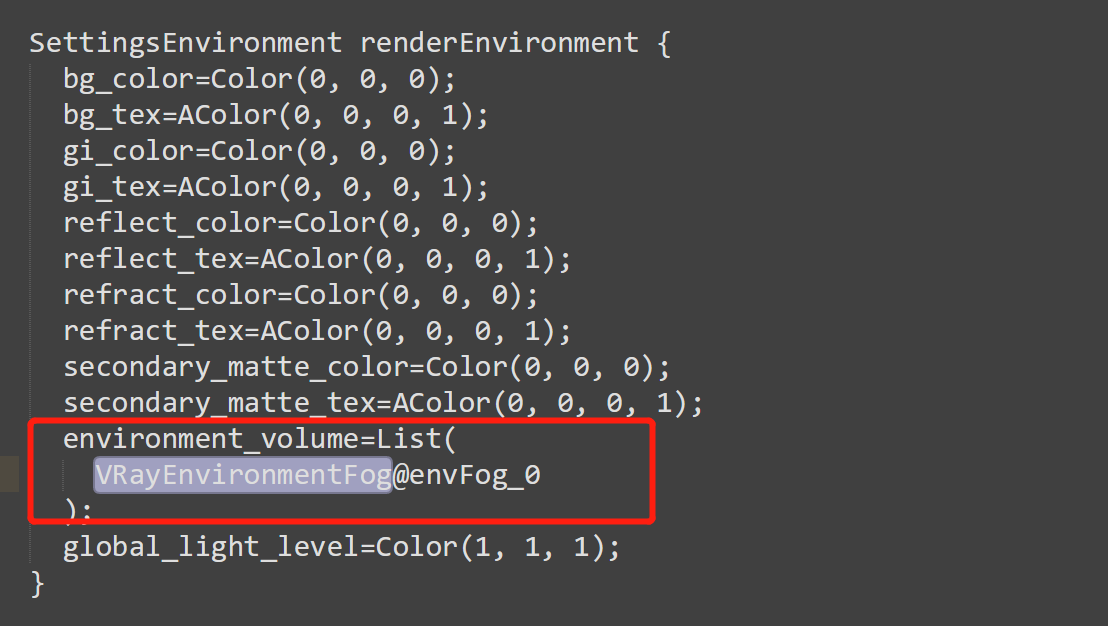 SettingsEnvironment renderEnvironment {
bg_color=Color(0, 0, 0);
bg_tex=AColor(0, 0, 0, 1);
gi_color=Color(0, 0, 0);
gi_tex=AColor(0, 0, 0, 1);
reflect_color=Color(0, 0, 0);
reflect_tex=AColor(0, 0, 0, 1);
refract_color=Color(0, 0, 0);
refract_tex=AColor(0, 0, 0, 1);
secondary_matte_color=Color(0, 0, 0);
secondary_matte_tex=AColor(0, 0, 0, 1);
environment_volume=List(
VRayEnvironmentFog@envFog_0
);
global_light_level=Color(1, 1, 1);
}